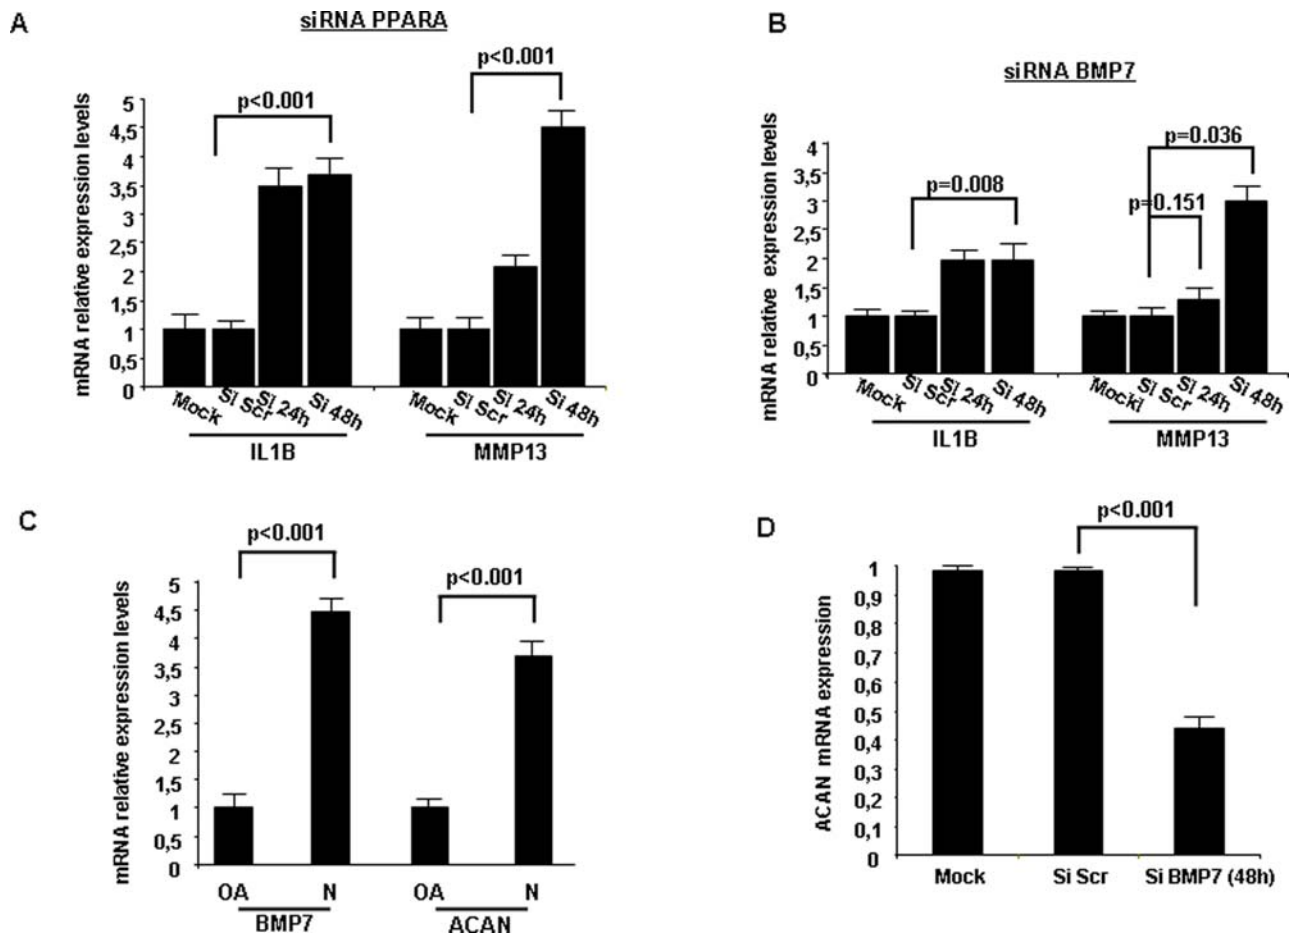 A
siRNA PPARA
p<0.001
p<0.001
mRNA relative expression levels
5
4,5
4
3,5
3
2,5
2
1,5
1
0,5
0
Mock
Si Scr
Si 24h
Si 48h
Mock
Si Scr
Si 24h
Si 48h
IL1B
MMP13
B
siRNA BMP7
p=0.036
p=0.008
p=0.151
mRNA relative expression levels
4
3,5
3
2,5
2
1,5
1
0,5
0
Mock
Si Scr
Si 24h
Si 48h
Mocki
Si Scr
Si 24h
Si 48h
IL1B
MMP13
C
p<0.001
p<0.001
mRNA relative expression levels
5
4,5
4
3,5
3
2,5
2
1,5
1
0,5
0
OA
N
OA
N
BMP7
ACAN
D
p<0.001
ACAN mRNA expression
1
0,9
0,8
0,7
0,6
0,5
0,4
0,3
0,2
0,1
0
Mock
Si Scr
Si BMP7 (48h)